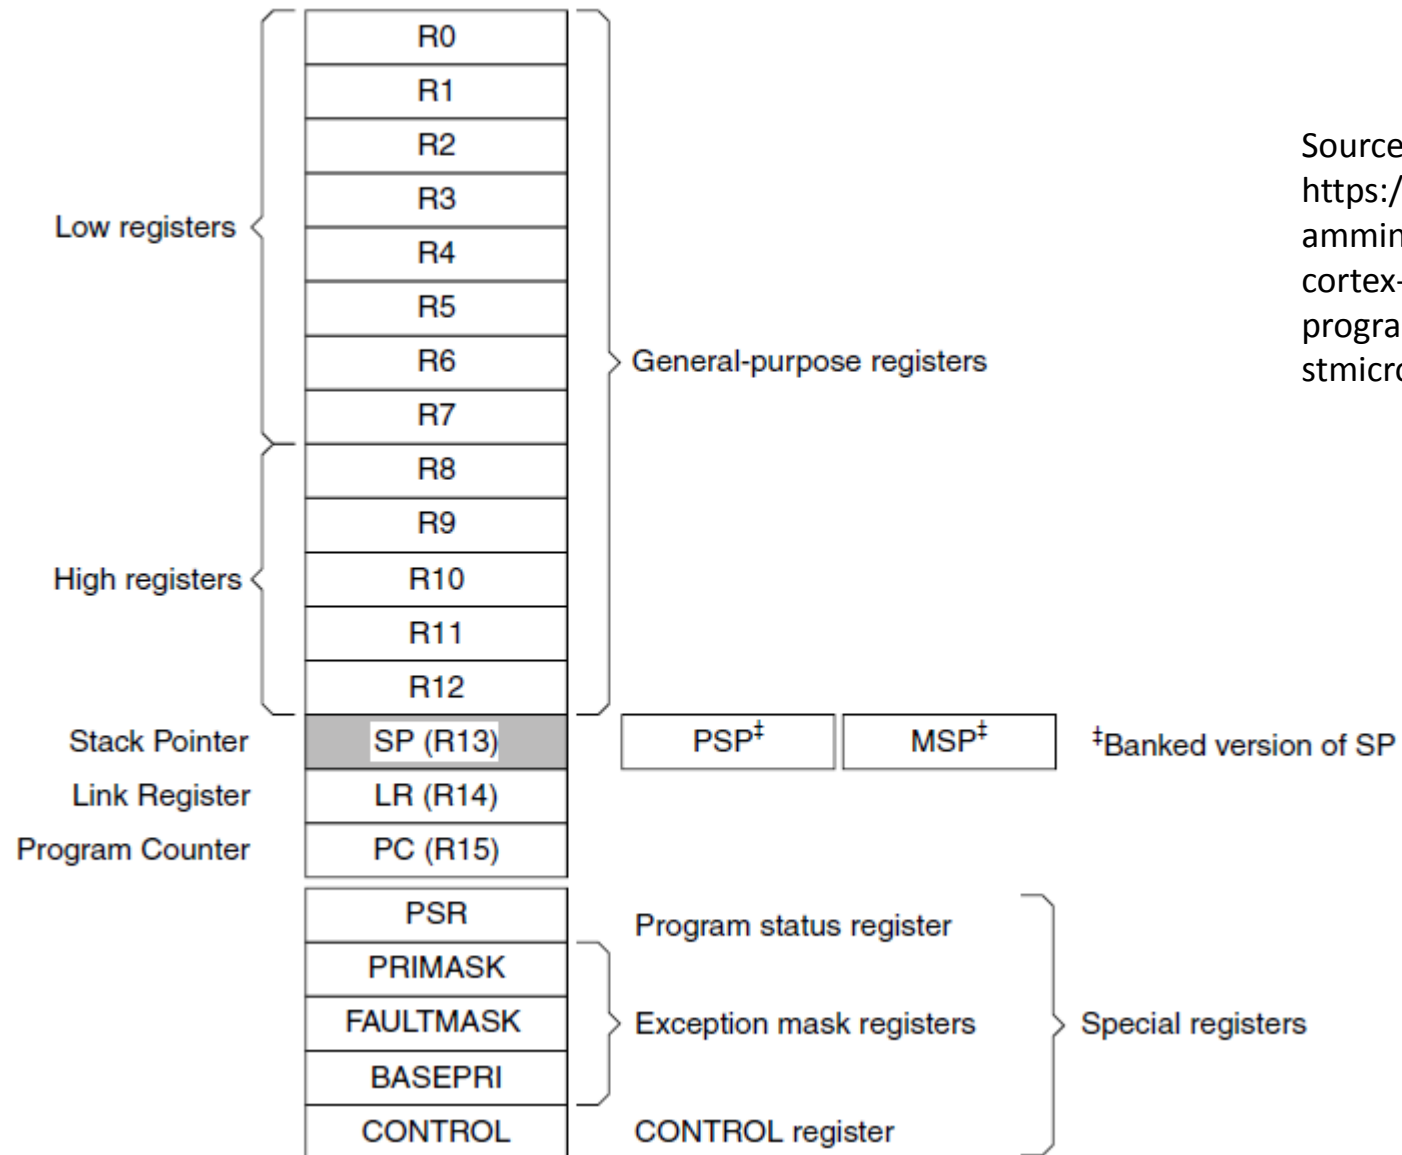 R0
R1
R2
R3
Low registers
R4
R5
R6
General-purpose registers
R7
R8
R9
High registers
R10
R11
R12
Stack Pointer SP (R13) PSP‡ MSP‡ ‡Banked version of SP
Link Register LR (R14)
Program Counter PC (R15)
PSR Program status register
PRIMASK
FAULTMASK Exception mask registers Special registers
BASEPRI
CONTROL CONTROL register
Source
https:/
ammin
cortex-
progra
stmicro